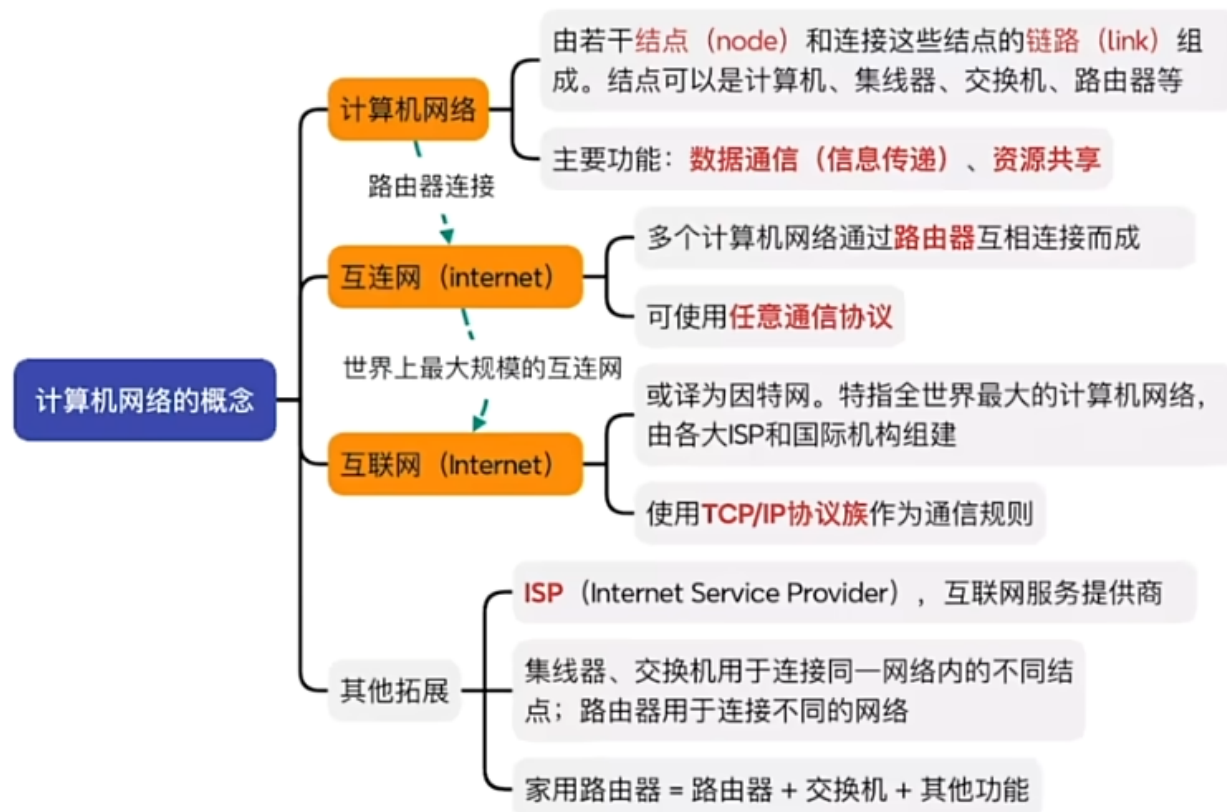 由若干结点（node）和连接这些结点的链路（link）组
成。结点可以是计算机、集线器、交换机、路由器等
计算机网络
主要功能：数据通信（信息传递）、资源共享
路由器连接
多个计算机网络通过路由器互相连接而成
互连网（internet）
可使用任意通信协议
世界上最大规模的互连网
计算机网络的概念
或译为因特网。特指全世界最大的计算机网络，
由各大ISP和国际机构组建
互联网（Internet）
使用TCP/IP协议族作为通信规则
ISP（Internet Service Provider），互联网服务提供商
其他拓展
集线器、交换机用于连接同一网络内的不同结
点；路由器用于连接不同的网络
家用路由器 = 路由器 + 交换机 + 其他功能